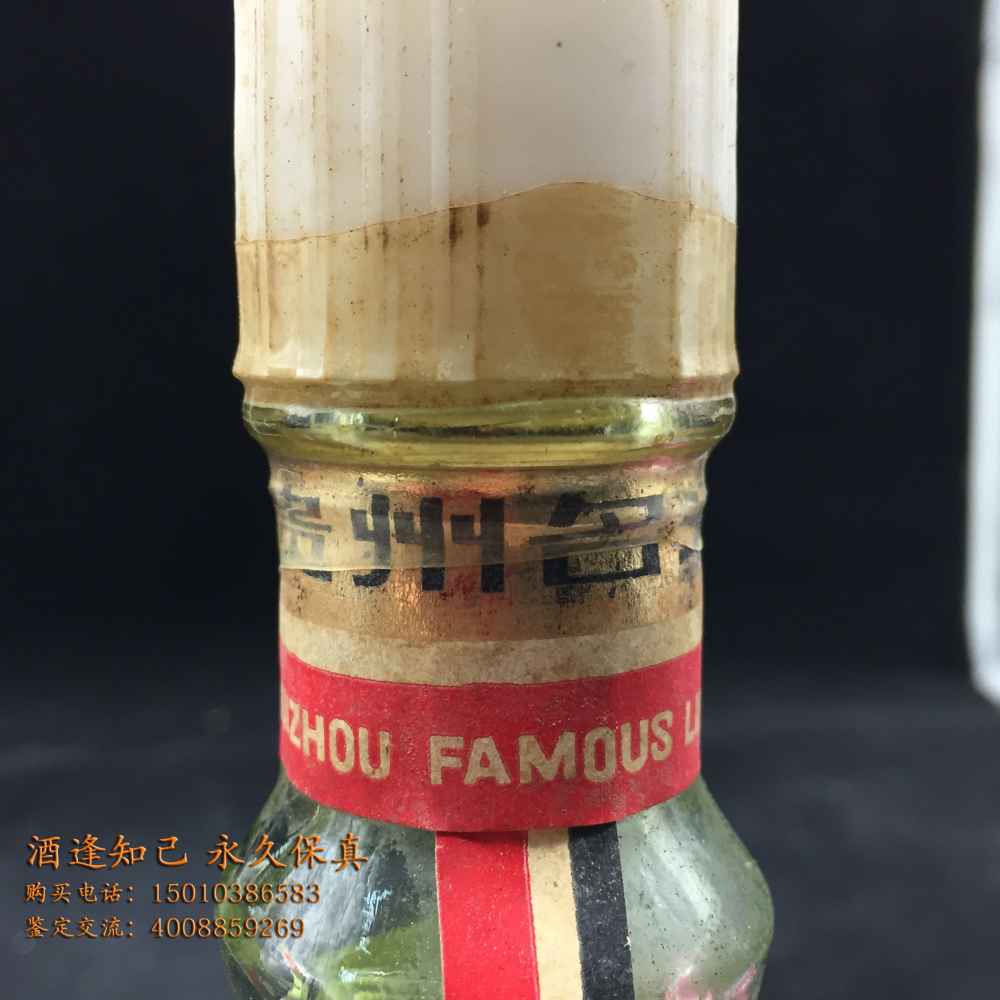 州名
FAMOUS
酒逢知己 永久保真
购买电话：15010386583
鉴定交流：4008859269